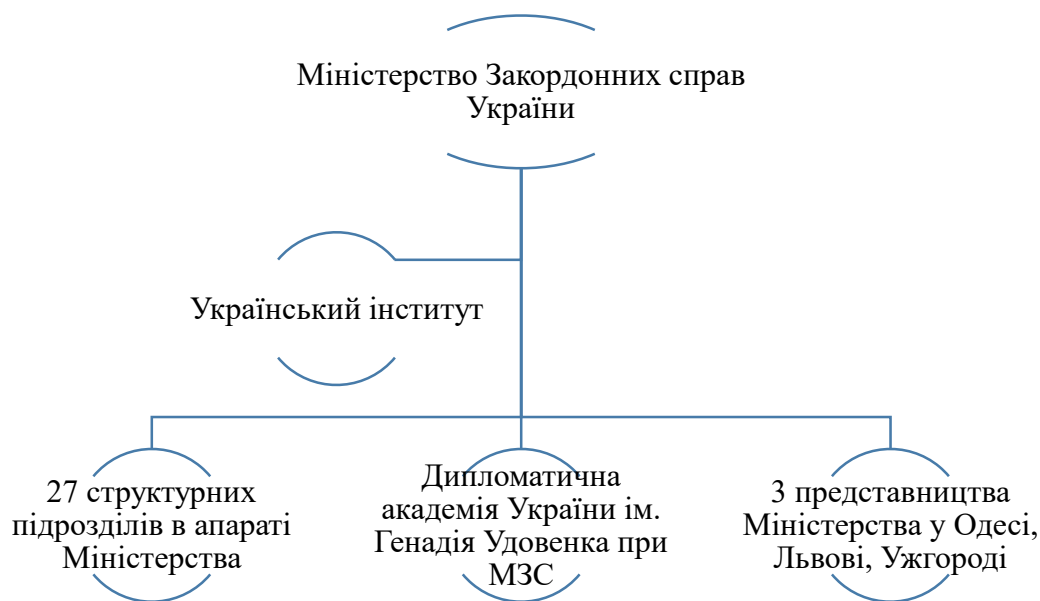 Міністерство Закордонних справ
України
Український інститут
27 структурних
підрозділів в апараті
Міністерства
Дипломатична
академія України ім.
Генадія Удовенка при
МЗС
3 представництва
Міністерства у Одесі,
Львові, Ужгороді